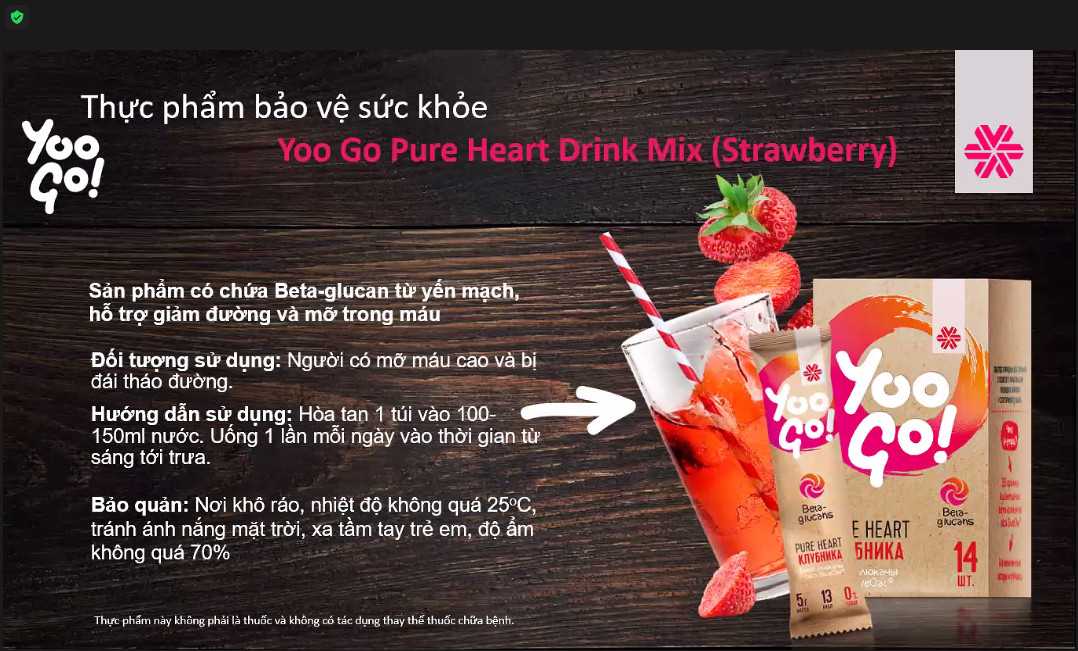 Thực phẩm bảo vệ sức khỏe
Yoo Go!
Yoo Go Pure Heart Drink Mix (Strawberry)
Sản phẩm có chứa Beta-glucan từ yến mạch,
hỗ trợ giảm đường và mỡ trong máu
Đối tượng sử dụng: Người có mỡ máu cao và bị
đái tháo đường.
Hướng dẫn sử dụng: Hòa tan 1 túi vào 100-
150ml nước. Uống 1 lần mỗi ngày vào thời gian từ
sáng tới trưa.
Bảo quản: Nơi khô ráo, nhiệt độ không quá 25ºC,
tránh ánh nắng mặt trời, xa tầm tay trẻ em, độ ẩm
không quá 70%
Thực phẩm này không phải là thuốc và không có tác dụng thay thế thuốc chữa bệnh.
Yoo
Go!
Beta-
glucans
PURE HEART
КЛУБНИКА
5г
13
0%
Yoo
Go!
Beta-
glucans
E HEART
БНИКА
14
ШТ.